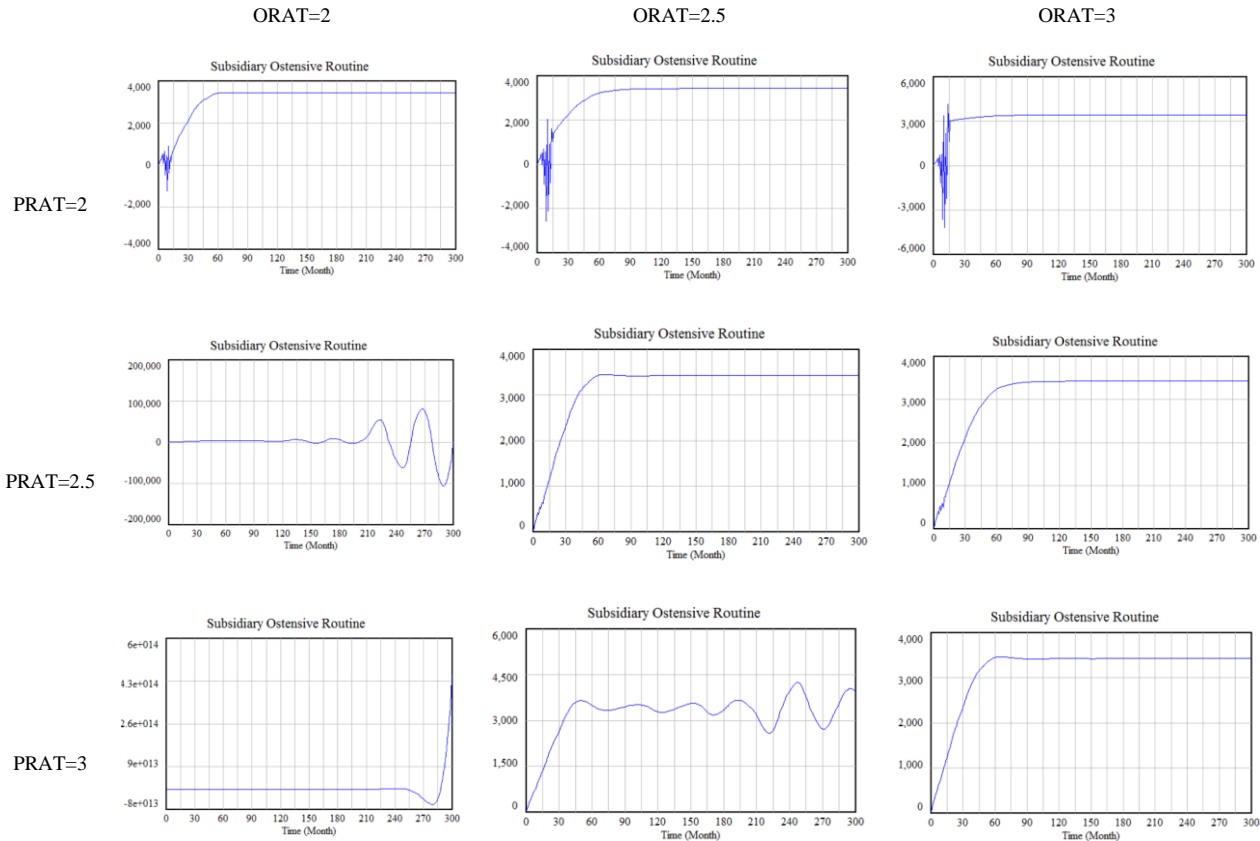 ORAT=2 ORAT=2.5 ORAT=3
PRAT=2
Subsidiary Ostensive Routine
4,000
2,000
0
-2,000
-4,000
0 30 60 90 120 150 180 210 240 270 300
Time (Month)
Subsidiary Ostensive Routine
4,000
2,000
0
-2,000
-4,000
0 30 60 90 120 150 180 210 240 270 300
Time (Month)
Subsidiary Ostensive Routine
6,000
3,000
0
-3,000
-6,000
0 30 60 90 120 150 180 210 240 270 300
Time (Month)
PRAT=2.5
Subsidiary Ostensive Routine
200,000
100,000
0
-100,000
-200,000
0 30 60 90 120 150 180 210 240 270 300
Time (Month)
Subsidiary Ostensive Routine
4,000
3,000
2,000
1,000
0
0 30 60 90 120 150 180 210 240 270 300
Time (Month)
Subsidiary Ostensive Routine
4,000
3,000
2,000
1,000
0
0 30 60 90 120 150 180 210 240 270 300
Time (Month)
PRAT=3
Subsidiary Ostensive Routine
6e+014
4.3e+014
2.6e+014
9e+013
-8e+013
0 30 60 90 120 150 180 210 240 270 300
Time (Month)
Subsidiary Ostensive Routine
6,000
4,500
3,000
1,500
0
0 30 60 90 120 150 180 210 240 270 300
Time (Month)
Subsidiary Ostensive Routine
4,000
3,000
2,000
1,000
0
0 30 60 90 120 150 180 210 240 270 300
Time (Month)